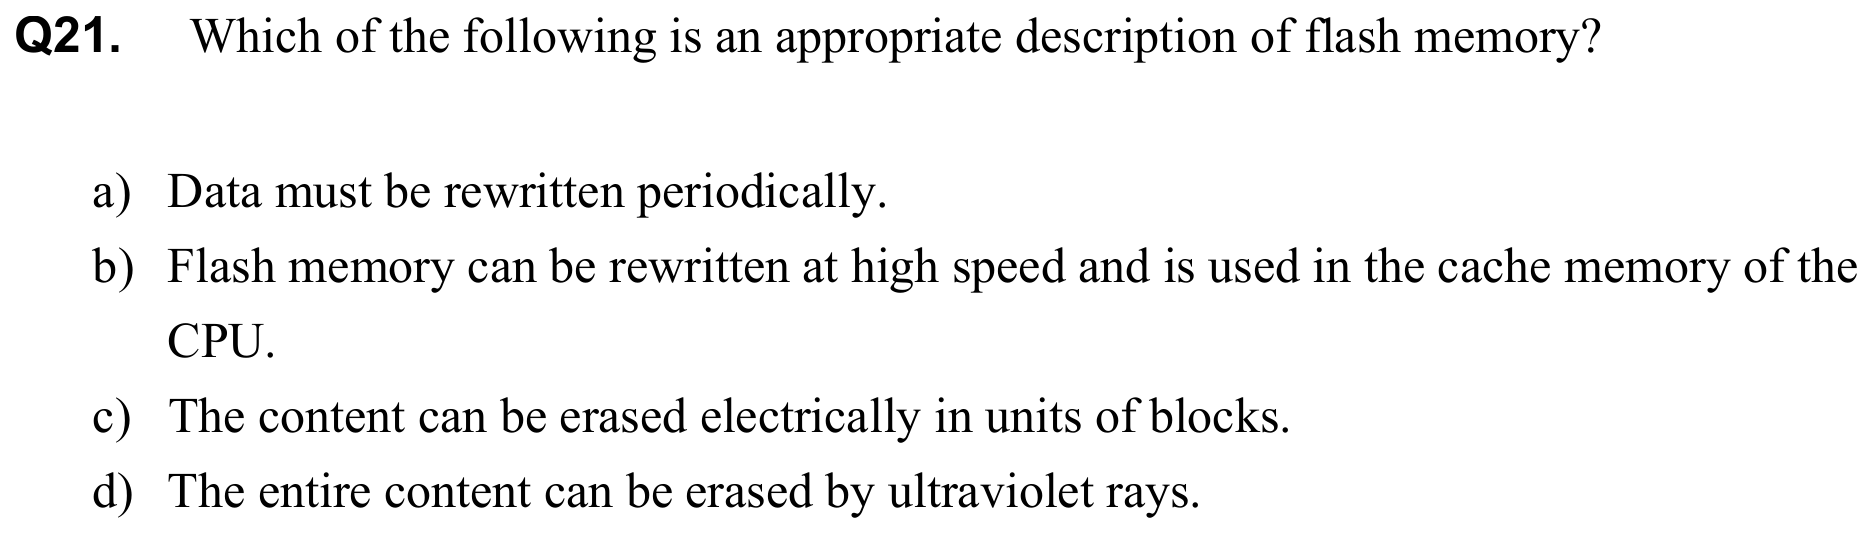 Q21. Which of the following is an appropriate description of flash memory?
a) Data must be rewritten periodically.
b) Flash memory can be rewritten at high speed and is used in the cache memory of the
CPU.
c) The content can be erased electrically in units of blocks.
d) The entire content can be erased by ultraviolet rays.